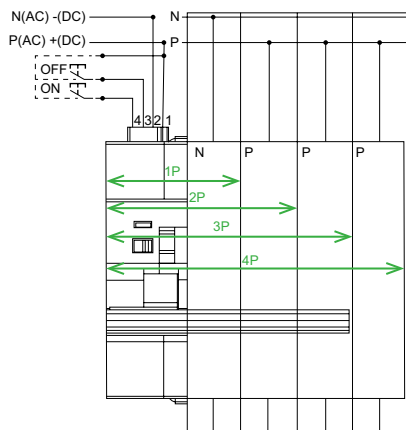 N(AC) -(DC) N
P(AC) +(DC) P
OFF
ON
4 3 2 1
N P P P
1P
2P
3P
4P